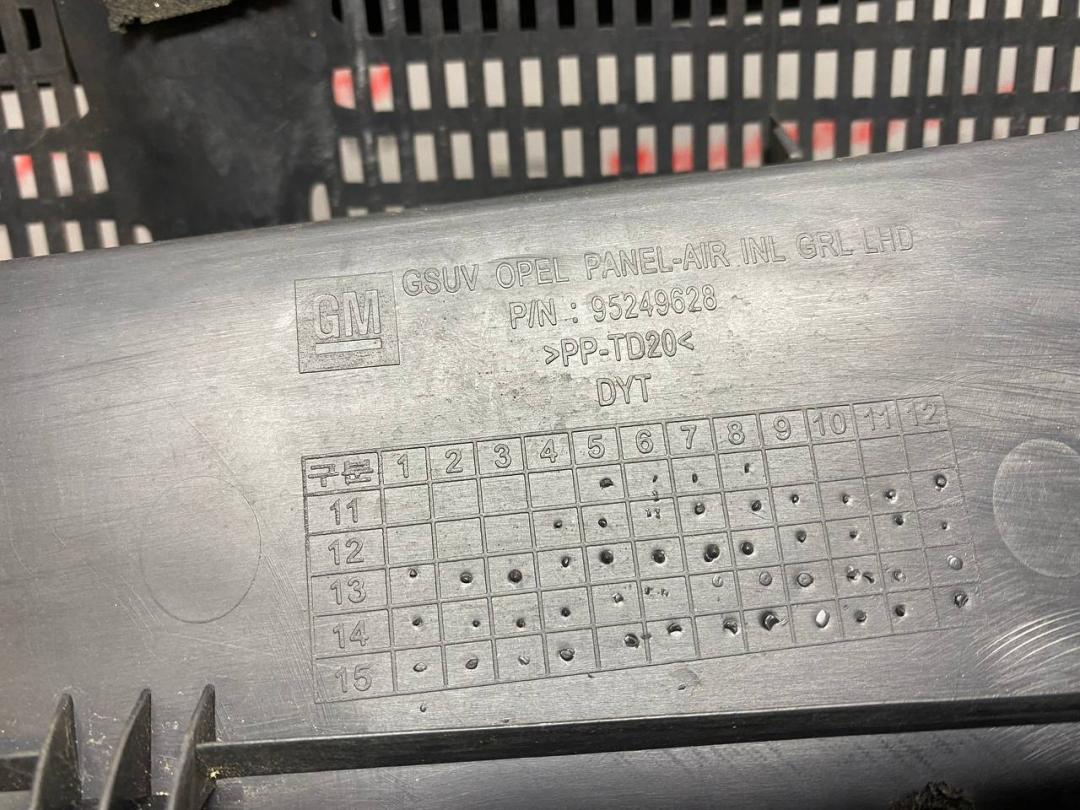 GM
GSUV OPEL PANEL-AIR INL GRL LHD
P/N : 95249628
>PP-TD20<
DYT
구분 1 2 3 4 5 6 7 8 9 10 11 12
11
12
13
14
15